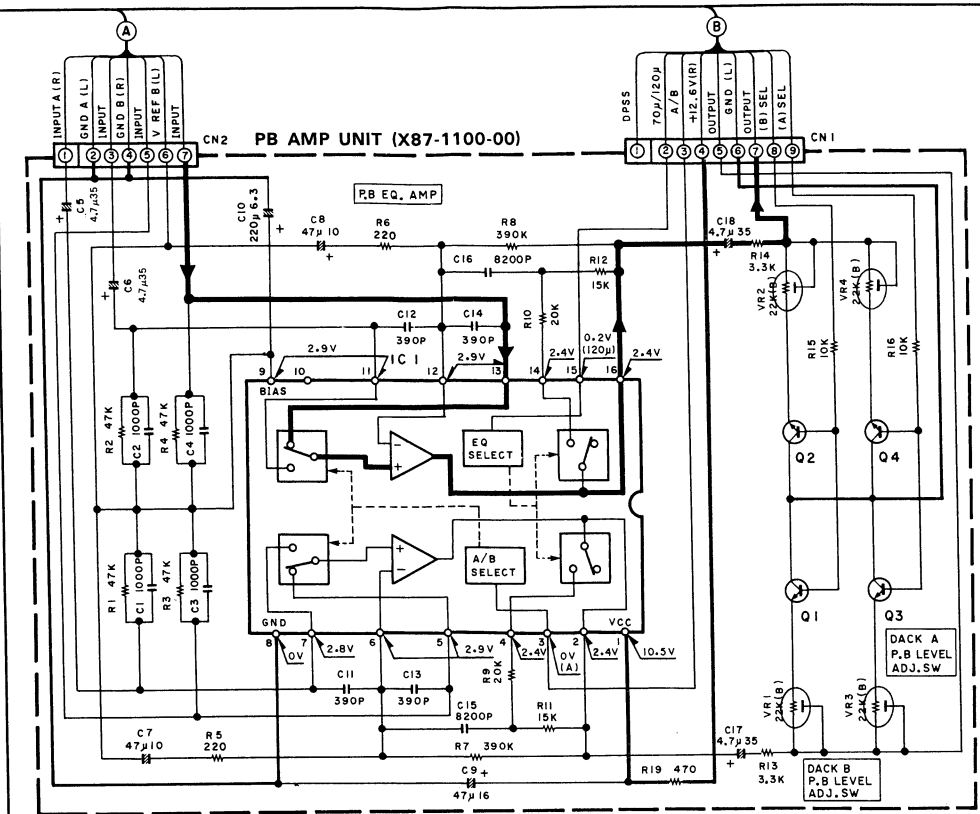 A
B
INPUT A (R)
GND A (L)
INPUT
GND B (R)
INPUT
V REF B (L)
INPUT
DPSS
70μ/120μ
A/B
+12.6V (R)
OUTPUT
GND (L)
OUTPUT
(B) SEL
(A) SEL
1 2 3 4 5 6 7
CN2
PB AMP UNIT (X87-1100-00)
1 2 3 4 5 6 7 8 9
CN1
P.B EQ. AMP
C5
4.7μ35
+
C6
4.7μ35
+
C10
220μ 6.3
+
C8
47μ10
+
R6
220
R8
390K
C16
8200P
R12
15K
R10
20K
C18
4.7μ35
+
R14
3.3K
VR2
22K(B)
VR4
22K(B)
R15
10K
R16
10K
C12
390P
C14
390P
IC1
2.9V
2.9V
2.4V
0.2V
(120μ)
2.4V
9 10 11 12 13 14 15 16
BIAS
R2 47K
C2 1000P
R4 47K
C4 1000P
EQ
SELECT
Q2
Q4
R1 47K
C1 1000P
R3 47K
C3 1000P
A/B
SELECT
Q1
Q3
GND
VCC
8 7 6 5 4 3 2 1
0V
2.8V
2.9V
2.4V
0V
(A)
2.4V
10.5V
DACK A
P.B LEVEL
ADJ.SW
C11
390P
C13
390P
R9
20K
C15
8200P
R11
15K
VR1
22K(B)
VR3
22K(B)
C7
47μ10
R5
220
R7 390K
C17
4.7μ35
+
R13
3.3K
C9 +
47μ16
R19 470
DACK B
P.B LEVEL
ADJ.SW